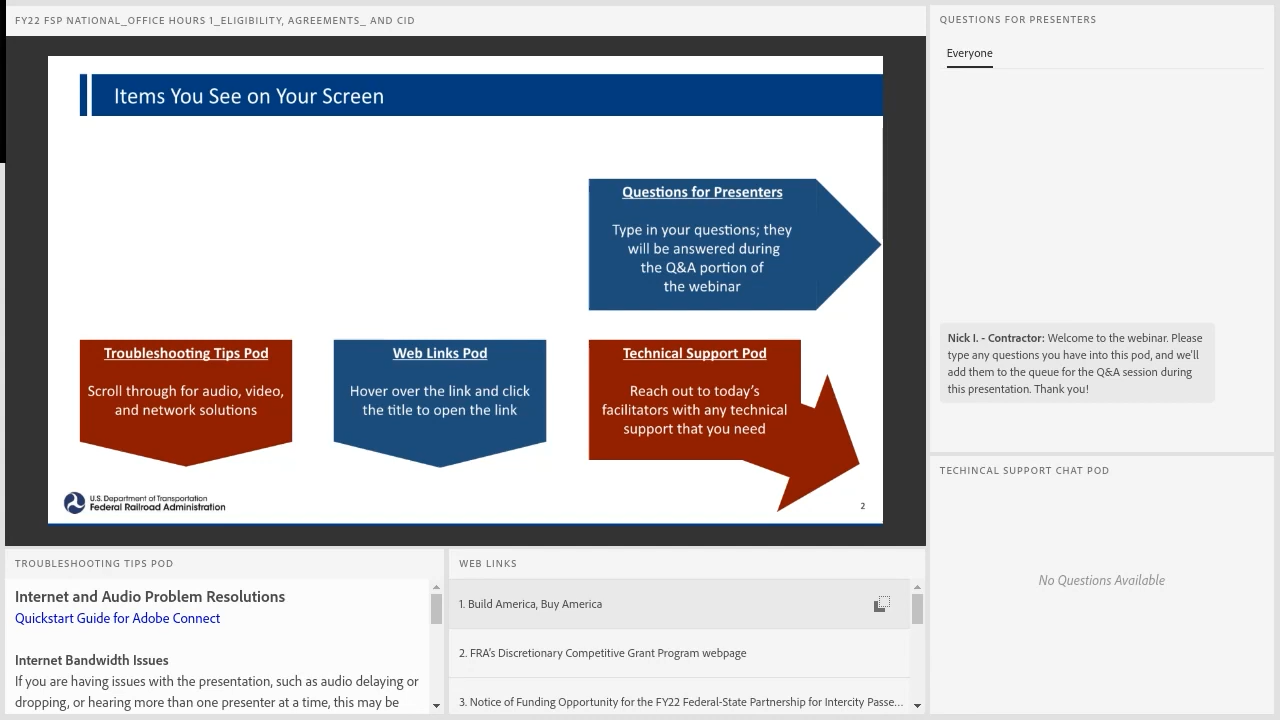 FY22 FSP NATIONAL_OFFICE HOURS 1_ELIGIBILITY, AGREEMENTS_ AND CID
Items You See on Your Screen
Questions for Presenters
Type in your questions; they
will be answered during
the Q&A portion of
the webinar
Troubleshooting Tips Pod
Scroll through for audio, video,
and network solutions
Web Links Pod
Hover over the link and click
the title to open the link
Technical Support Pod
Reach out to today's
facilitators with any technical
support that you need
U.S. Department of Transportation
Federal Railroad Administration
2
TROUBLESHOOTING TIPS POD
Internet and Audio Problem Resolutions
Quickstart Guide for Adobe Connect
Internet Bandwidth Issues
If you are having issues with the presentation, such as audio delaying or
dropping, or hearing more than one presenter at a time, this may be
WEB LINKS
1. Build America, Buy America
2. FRA's Discretionary Competitive Grant Program webpage
3. Notice of Funding Opportunity for the FY22 Federal-State Partnership for Intercity Passe...
QUESTIONS FOR PRESENTERS
Everyone
Nick I. - Contractor: Welcome to the webinar. Please
type any questions you have into this pod, and we'll
add them to the queue for the Q&A session during
this presentation. Thank you!
TECHINCAL SUPPORT CHAT POD
No Questions Available